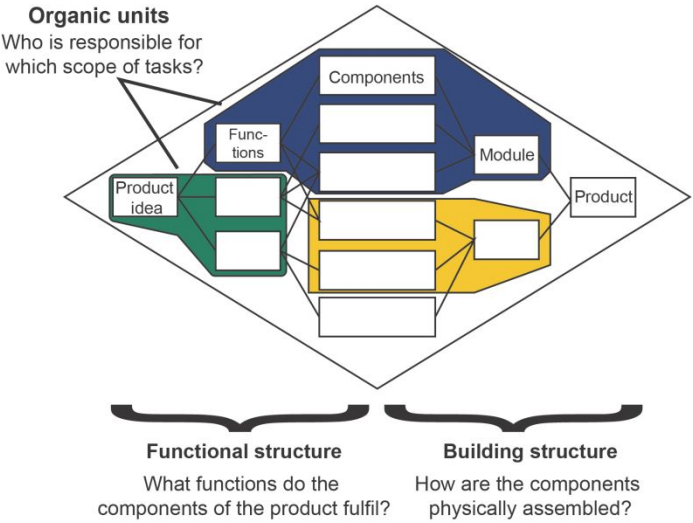 Organic units
Who is responsible for
which scope of tasks?
Components
Func-
tions
Module
Product
idea
Product
Functional structure
What functions do the
components of the product fulfil?
Building structure
How are the components
physically assembled?